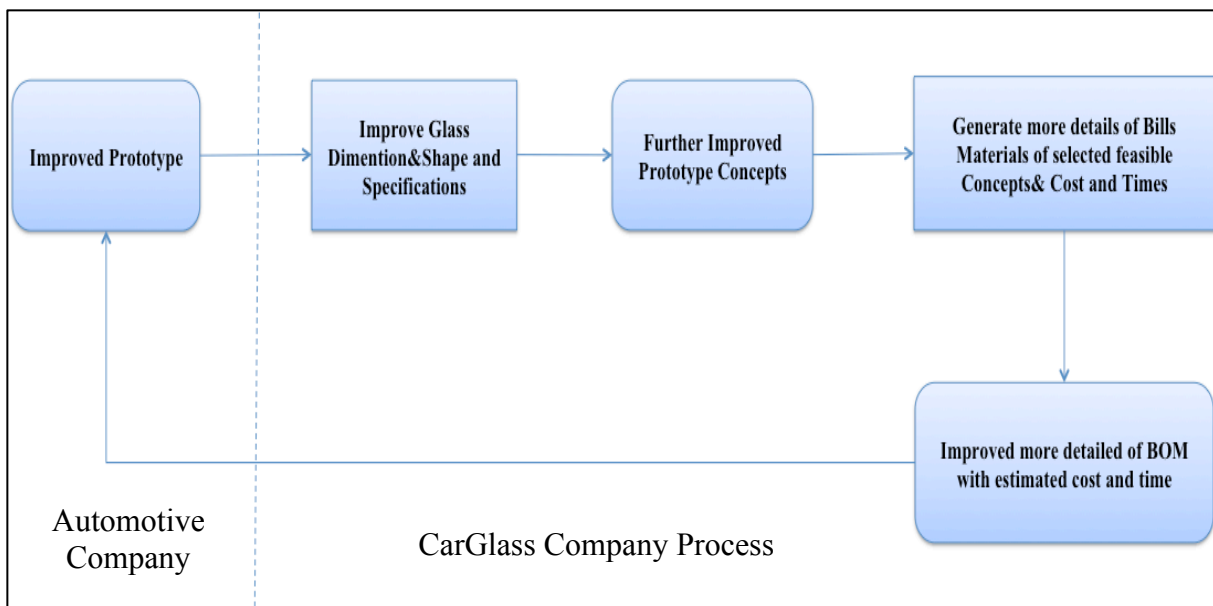 Improved Prototype
Improve Glass
Dimention&Shape and
Specifications
Further Improved
Prototype Concepts
Generate more details of Bills
Materials of selected feasible
Concepts& Cost and Times
Improved more detailed of BOM
with estimated cost and time
Automotive
Company
CarGlass Company Process